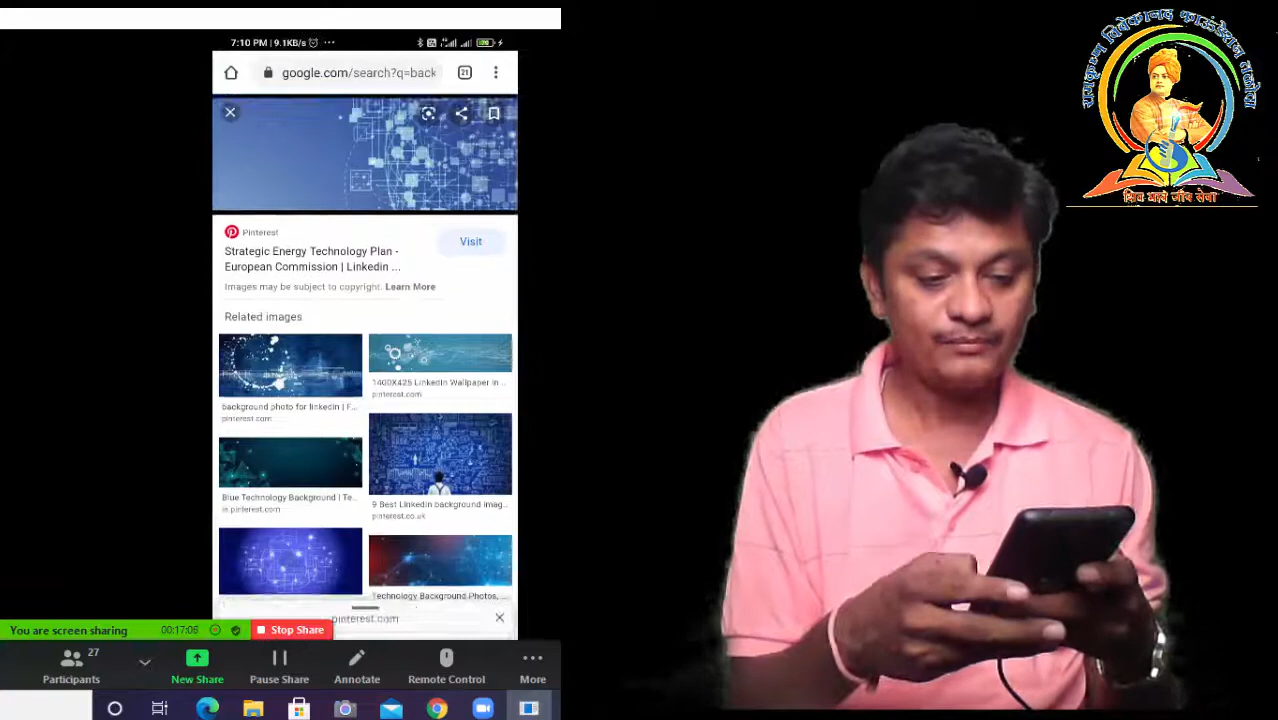 7:10 PM | 9.1KB/s
google.com/search?q=back
21
Pinterest
Visit
Strategic Energy Technology Plan -
European Commission | Linkedin ...
Images may be subject to copyright. Learn More
Related images
background photo for linkedin | F...
pinterest.com
1400X425 LinkedIn Wallpaper in ..
pinterest.com
Blue Technology Background | Te..
in.pinterest.com
9 Best LinkedIn background imag..
pinterest.co.uk
Technology Background Photos, ...
pinterest.com
You are screen sharing
00:17:06
Stop Share
27
Participants
New Share
Pause Share
Annotate
Remote Control
More
रामकृष्ण विवेकानंद फाऊंडेशन
शिव भावे जीव सेवा